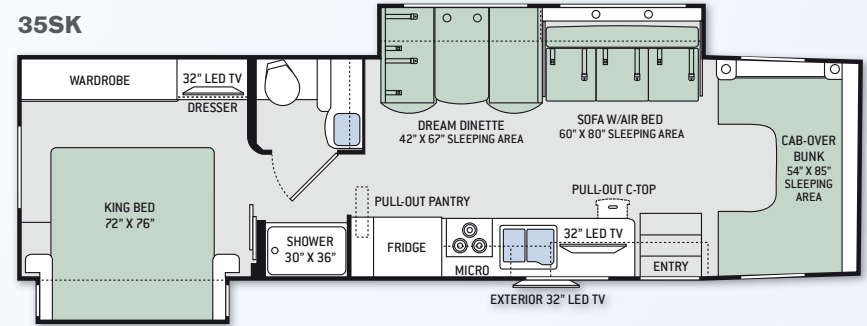 35SK
WARDROBE
32" LED TV
DRESSER
DREAM DINETTE
42" X 67" SLEEPING AREA
SOFA W/AIR BED
60" X 80" SLEEPING AREA
CAB-OVER
BUNK
54" X 85"
SLEEPING
AREA
KING BED
72" X 76"
PULL-OUT PANTRY
PULL-OUT C-TOP
SHOWER
30" X 36"
FRIDGE
MICRO
32" LED TV
ENTRY
EXTERIOR 32" LED TV